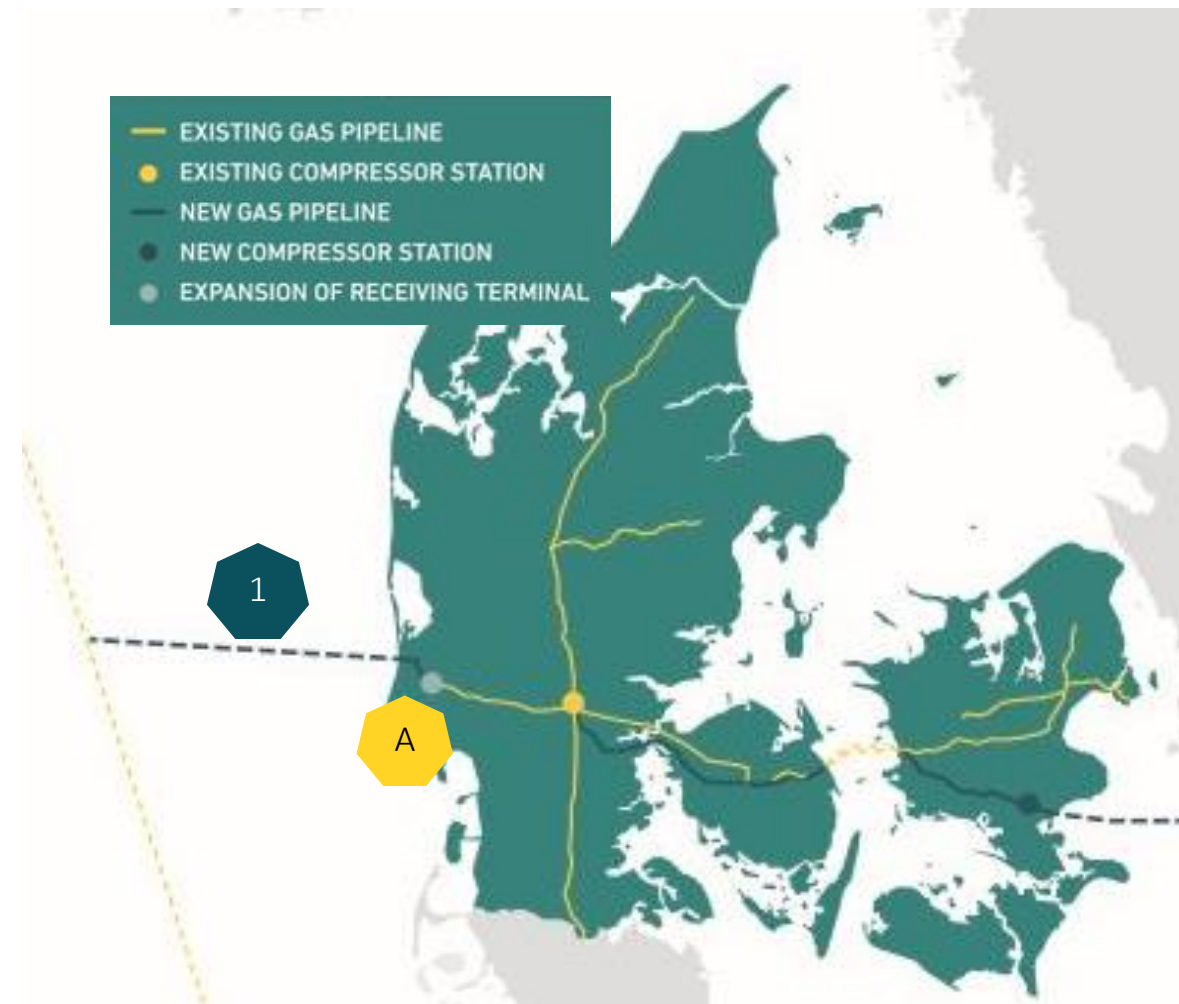 EXISTING GAS PIPELINE
EXISTING COMPRESSOR STATION
NEW GAS PIPELINE
NEW COMPRESSOR STATION
EXPANSION OF RECEIVING TERMINAL
1
A